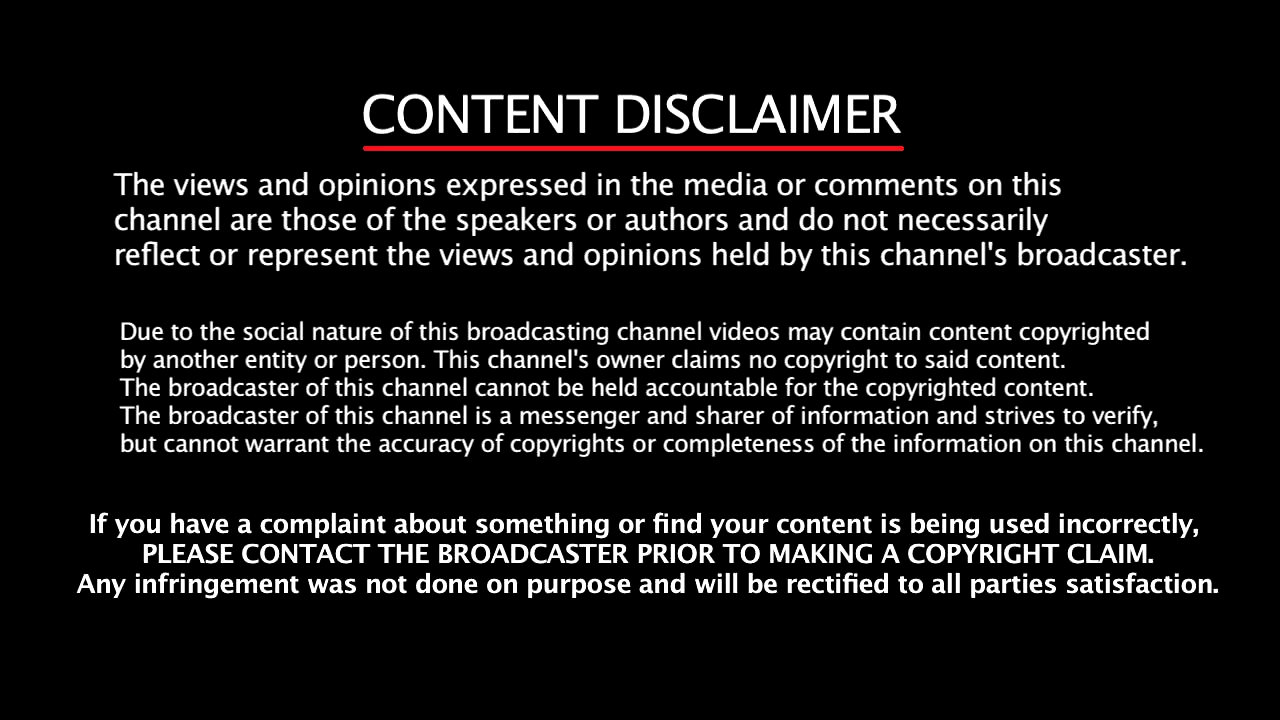 CONTENT DISCLAIMER
The views and opinions expressed in the media or comments on this
channel are those of the speakers or authors and do not necessarily
reflect or represent the views and opinions held by this channel's broadcaster.
Due to the social nature of this broadcasting channel videos may contain content copyrighted
by another entity or person. This channel's owner claims no copyright to said content.
The broadcaster of this channel cannot be held accountable for the copyrighted content.
The broadcaster of this channel is a messenger and sharer of information and strives to verify,
but cannot warrant the accuracy of copyrights or completeness of the information on this channel.
If you have a complaint about something or find your content is being used incorrectly,
PLEASE CONTACT THE BROADCASTER PRIOR TO MAKING A COPYRIGHT CLAIM.
Any infringement was not done on purpose and will be rectified to all parties satisfaction.